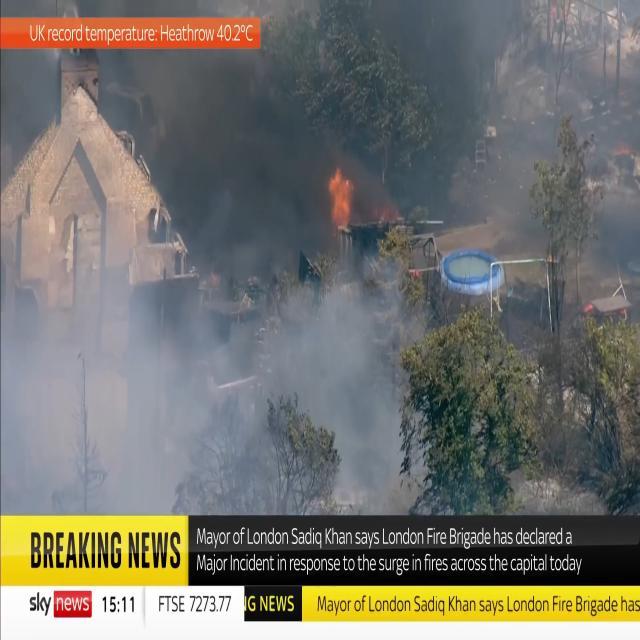 UK record temperature: Heathrow 40.2°C
BREAKING NEWS
Mayor of London Sadiq Khan says London Fire Brigade has declared a
Major Incident in response to the surge in fires across the capital today
sky news 15:11 FTSE 7273.77 NG NEWS Mayor of London Sadiq Khan says London Fire Brigade has